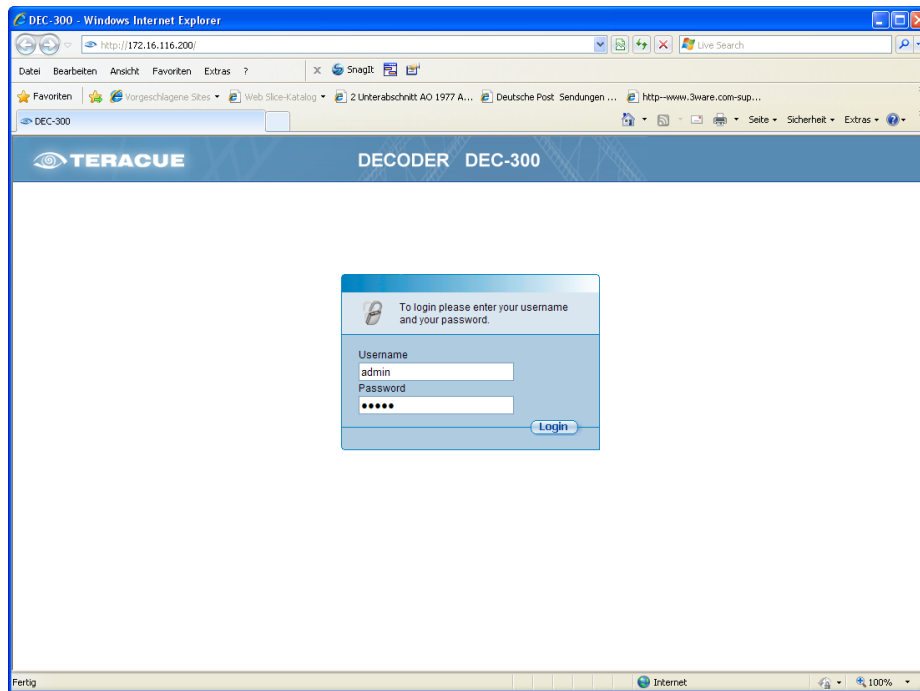 DEC-300 - Windows Internet Explorer
http://172.16.116.200/
Live Search
Datei Bearbeiten Ansicht Favoriten Extras ?
x SnagIt
Favoriten Vorgeschlagene Sites Web Slice-Katalog 2 Unterabschnitt AO 1977 A... Deutsche Post Sendungen ... http--www.3ware.com-sup...
DEC-300
Seite Sicherheit Extras
TERACUE
DECODER DEC-300
To login please enter your username
and your password.
Username
admin
Password
•••••
Login
Fertig
Internet
100%